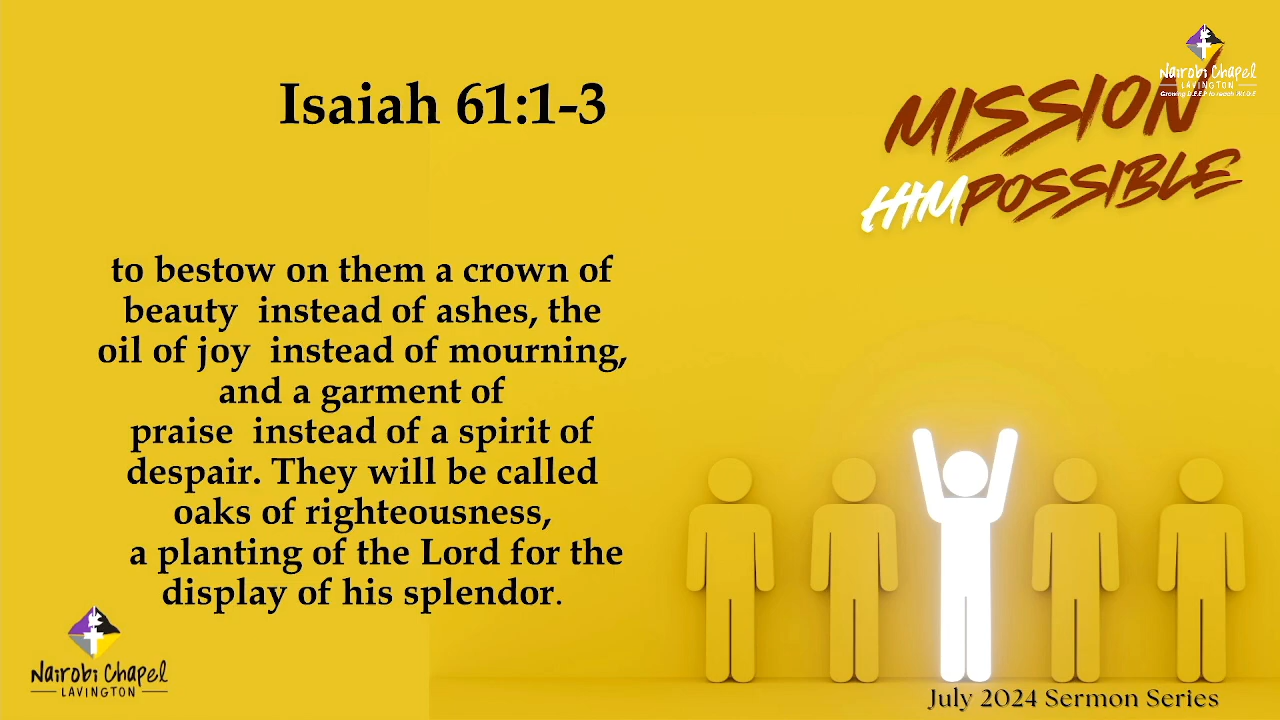 Isaiah 61:1-3
Nairobi Chapel
LAVINGTON
Growing D.E.E.P to reach W.I.D.E
MISSION
HIMPOSSIBLE
to bestow on them a crown of
beauty instead of ashes, the
oil of joy instead of mourning,
and a garment of
praise instead of a spirit of
despair. They will be called
oaks of righteousness,
a planting of the Lord for the
display of his splendor.
Nairobi Chapel
LAVINGTON
July 2024 Sermon Series